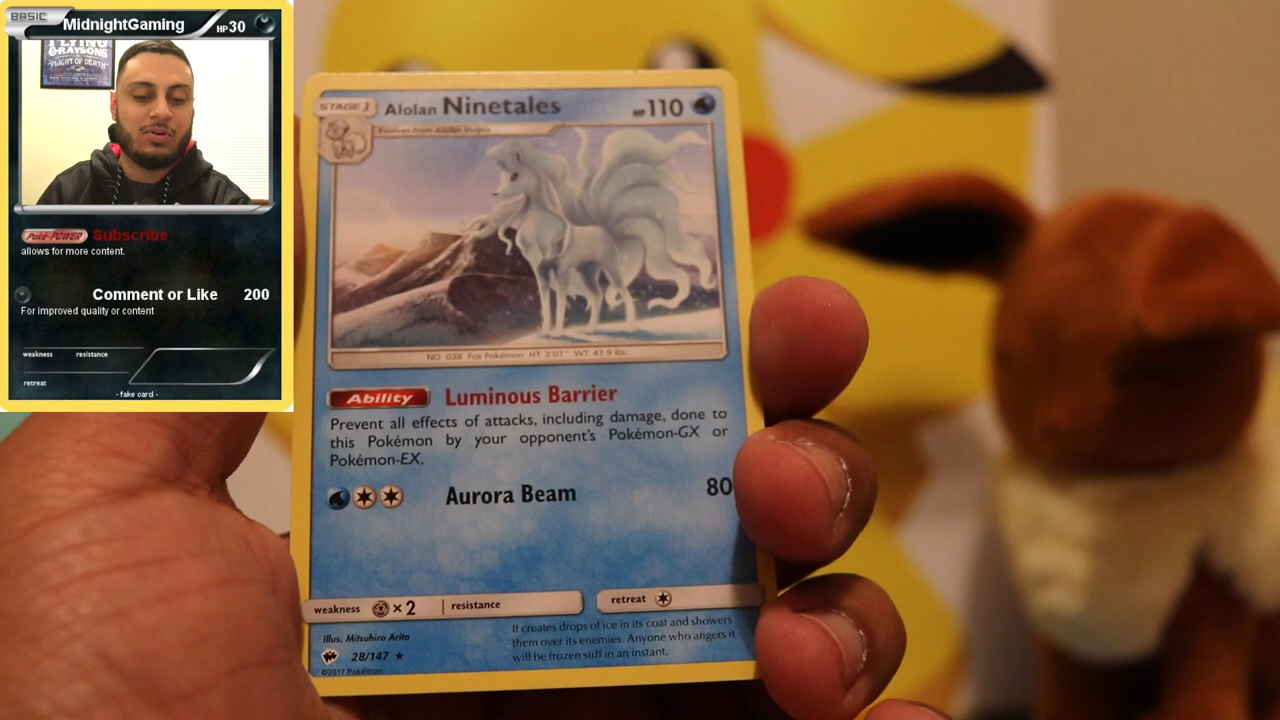 BASIC
MidnightGaming
HP30
FLYING
GRAYSONS
"FLIGHT OF DEATH"
Poké-POWER Subscribe
allows for more content.
Comment or Like 200
For improved quality or content
weakness resistance
retreat
- fake card -
STAGE 1 Alolan Ninetales HP110
Evolves from Alolan Vulpix
NO. 038 Fox Pokémon HT: 3'07" WT: 43.9 lbs.
Ability Luminous Barrier
Prevent all effects of attacks, including damage, done to
this Pokémon by your opponent's Pokémon-GX or
Pokémon-EX.
Aurora Beam 80
weakness ×2 resistance retreat
Illus. Mitsuhiro Arita
28/147 ★
©2017 Pokémon
It creates drops of ice in its coat and showers
them over its enemies. Anyone who angers it
will be frozen stiff in an instant.